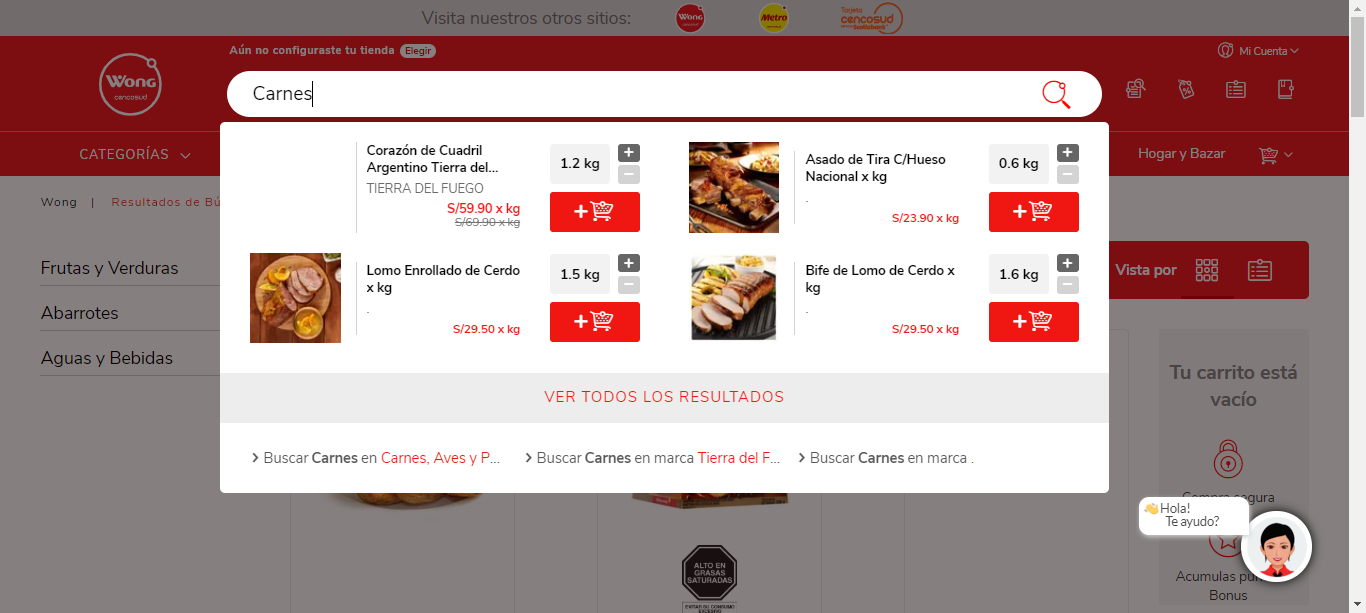 Visita nuestros otros sitios:
Wong
Metro
Tarjeta
cencosud
Aún no configuraste tu tienda Elegir
Mi Cuenta
Wong
cencosud
Carnes
CATEGORÍAS
Hogar y Bazar
Wong | Resultados de Bú
Corazón de Cuadril
Argentino Tierra del...
TIERRA DEL FUEGO
S/59.90 x kg
S/69.90 x kg
1.2 kg
+
−
+
Asado de Tira C/Hueso
Nacional x kg
.
S/23.90 x kg
0.6 kg
+
−
+
Lomo Enrollado de Cerdo
x kg
.
S/29.50 x kg
1.5 kg
+
−
+
Bife de Lomo de Cerdo x
kg
.
S/29.50 x kg
1.6 kg
+
−
+
VER TODOS LOS RESULTADOS
> Buscar Carnes en Carnes, Aves y P...
> Buscar Carnes en marca Tierra del F...
> Buscar Carnes en marca .
Frutas y Verduras
Abarrotes
Aguas y Bebidas
Vista por
Tu carrito está
vacío
Compra segura
👋Hola!
Te ayudo?
Acumulas pun
Bonus
ALTO EN
GRASAS
SATURADAS
EVITAR SU CONSUMO
EXCESIVO